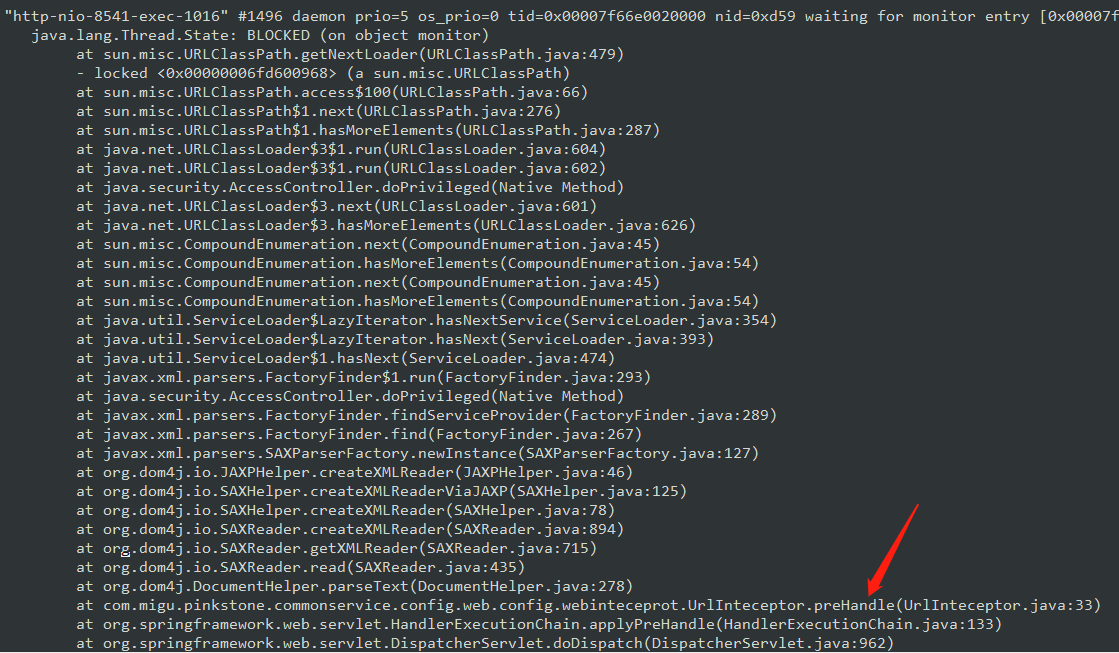 "http-nio-8541-exec-1016" #1496 daemon prio=5 os_prio=0 tid=0x00007f66e0020000 nid=0xd59 waiting for monitor entry [0x00007f
java.lang.Thread.State: BLOCKED (on object monitor)
at sun.misc.URLClassPath.getNextLoader(URLClassPath.java:479)
- locked <0x00000006fd600968> (a sun.misc.URLClassPath)
at sun.misc.URLClassPath.access$100(URLClassPath.java:66)
at sun.misc.URLClassPath$1.next(URLClassPath.java:276)
at sun.misc.URLClassPath$1.hasMoreElements(URLClassPath.java:287)
at java.net.URLClassLoader$3$1.run(URLClassLoader.java:604)
at java.net.URLClassLoader$3$1.run(URLClassLoader.java:602)
at java.security.AccessController.doPrivileged(Native Method)
at java.net.URLClassLoader$3.next(URLClassLoader.java:601)
at java.net.URLClassLoader$3.hasMoreElements(URLClassLoader.java:626)
at sun.misc.CompoundEnumeration.next(CompoundEnumeration.java:45)
at sun.misc.CompoundEnumeration.hasMoreElements(CompoundEnumeration.java:54)
at sun.misc.CompoundEnumeration.next(CompoundEnumeration.java:45)
at sun.misc.CompoundEnumeration.hasMoreElements(CompoundEnumeration.java:54)
at java.util.ServiceLoader$LazyIterator.hasNextService(ServiceLoader.java:354)
at java.util.ServiceLoader$LazyIterator.hasNext(ServiceLoader.java:393)
at java.util.ServiceLoader$1.hasNext(ServiceLoader.java:474)
at javax.xml.parsers.FactoryFinder$1.run(FactoryFinder.java:293)
at java.security.AccessController.doPrivileged(Native Method)
at javax.xml.parsers.FactoryFinder.findServiceProvider(FactoryFinder.java:289)
at javax.xml.parsers.FactoryFinder.find(FactoryFinder.java:267)
at javax.xml.parsers.SAXParserFactory.newInstance(SAXParserFactory.java:127)
at org.dom4j.io.JAXPHelper.createXMLReader(JAXPHelper.java:46)
at org.dom4j.io.SAXHelper.createXMLReaderViaJAXP(SAXHelper.java:125)
at org.dom4j.io.SAXHelper.createXMLReader(SAXHelper.java:78)
at org.dom4j.io.SAXReader.createXMLReader(SAXReader.java:894)
at org.dom4j.io.SAXReader.getXMLReader(SAXReader.java:715)
at org.dom4j.io.SAXReader.read(SAXReader.java:435)
at org.dom4j.DocumentHelper.parseText(DocumentHelper.java:278)
at com.migu.pinkstone.commonservice.config.web.config.webinteceprot.UrlInteceptor.preHandle(UrlInteceptor.java:33)
at org.springframework.web.servlet.HandlerExecutionChain.applyPreHandle(HandlerExecutionChain.java:133)
at org.springframework.web.servlet.DispatcherServlet.doDispatch(DispatcherServlet.java:962)